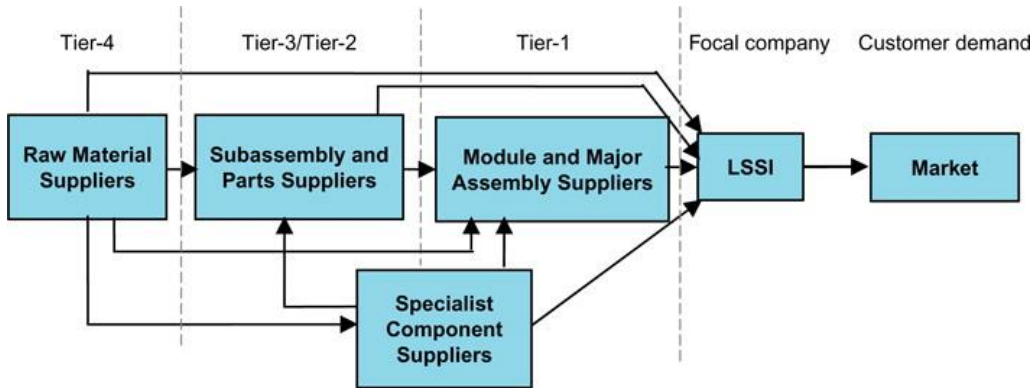 Tier-4 Tier-3/Tier-2 Tier-1 Focal company Customer demand
Raw Material
Suppliers
Subassembly and
Parts Suppliers
Module and Major
Assembly Suppliers
LSSI
Market
Specialist
Component
Suppliers